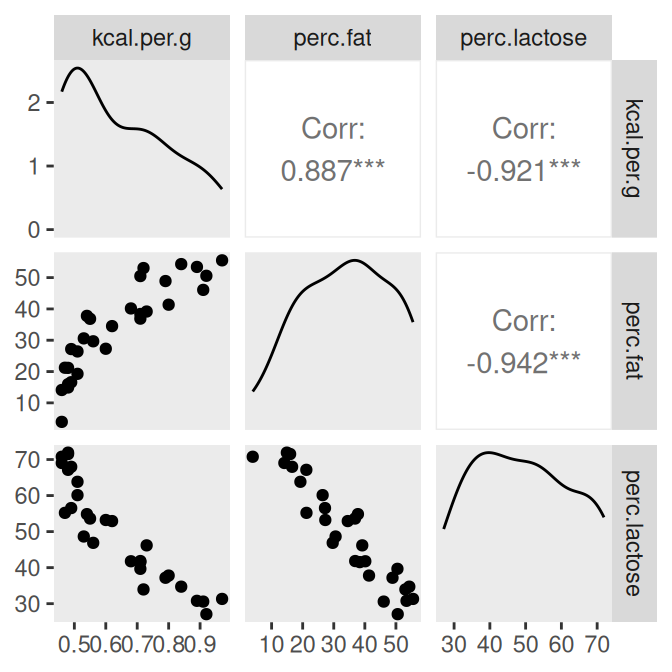 kcal.per.g
perc.fat
perc.lactose
2
1
0
Corr:
0.887***
Corr:
-0.921***
kcal.per.g
50
40
30
20
10
Corr:
-0.942***
perc.fat
70
60
50
40
30
perc.lactose
0.50.60.70.80.9
10 20 30 40 50
30 40 50 60 70